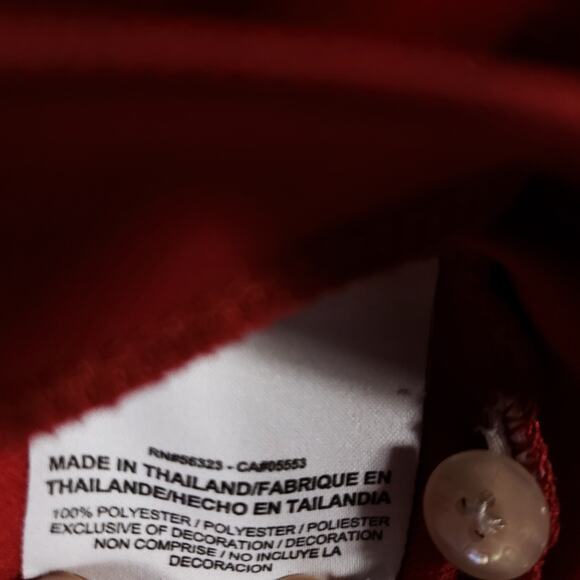 RN#56323 - CA#05553
MADE IN THAILAND/FABRIQUE EN
THAILANDE/HECHO EN TAILANDIA
100% POLYESTER / POLYESTER / POLIESTER
EXCLUSIVE OF DECORATION / DECORATION
NON COMPRISE / NO INCLUYE LA
DECORACION